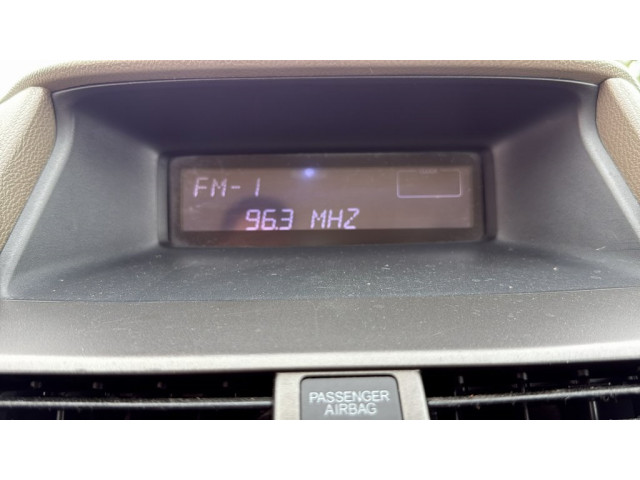 FM-1
96.3 MHZ
PASSENGER
AIRBAG